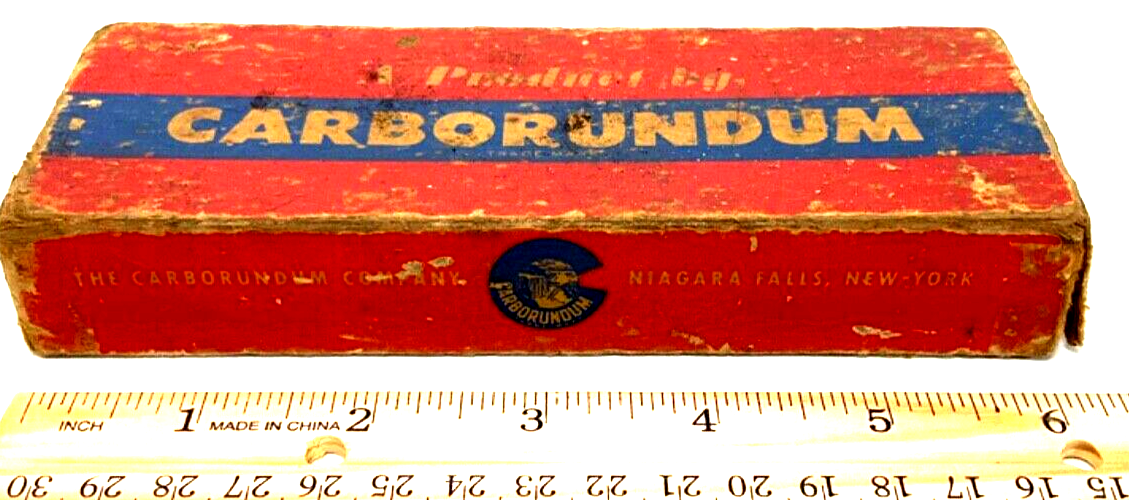 A Product by
CARBORUNDUM
TRADE MARK
THE CARBORUNDUM COMPANY
CARBORUNDUM
NIAGARA FALLS, NEW-YORK
1 2 3 4 5 6
INCH MADE IN CHINA
30 29 28 27 26 25 24 23 22 21 20 19 18 17 16 15